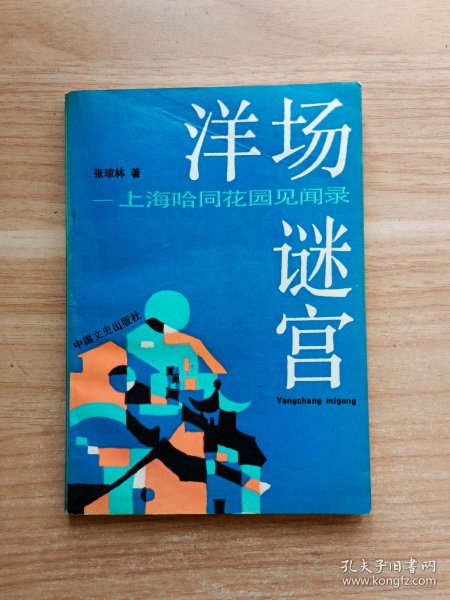 洋场
谜宫
张琼林 著
—上海哈同花园见闻录
中国文史出版社
Yangchang migong
孔夫子旧书网
www.kongfz.com